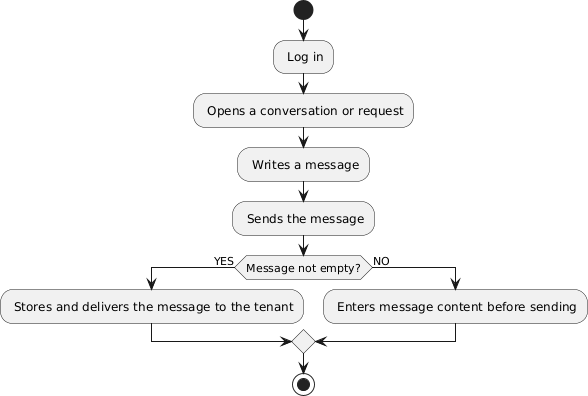 Log in
Opens a conversation or request
Writes a message
Sends the message
YES
Message not empty?
NO
Stores and delivers the message to the tenant
Enters message content before sending